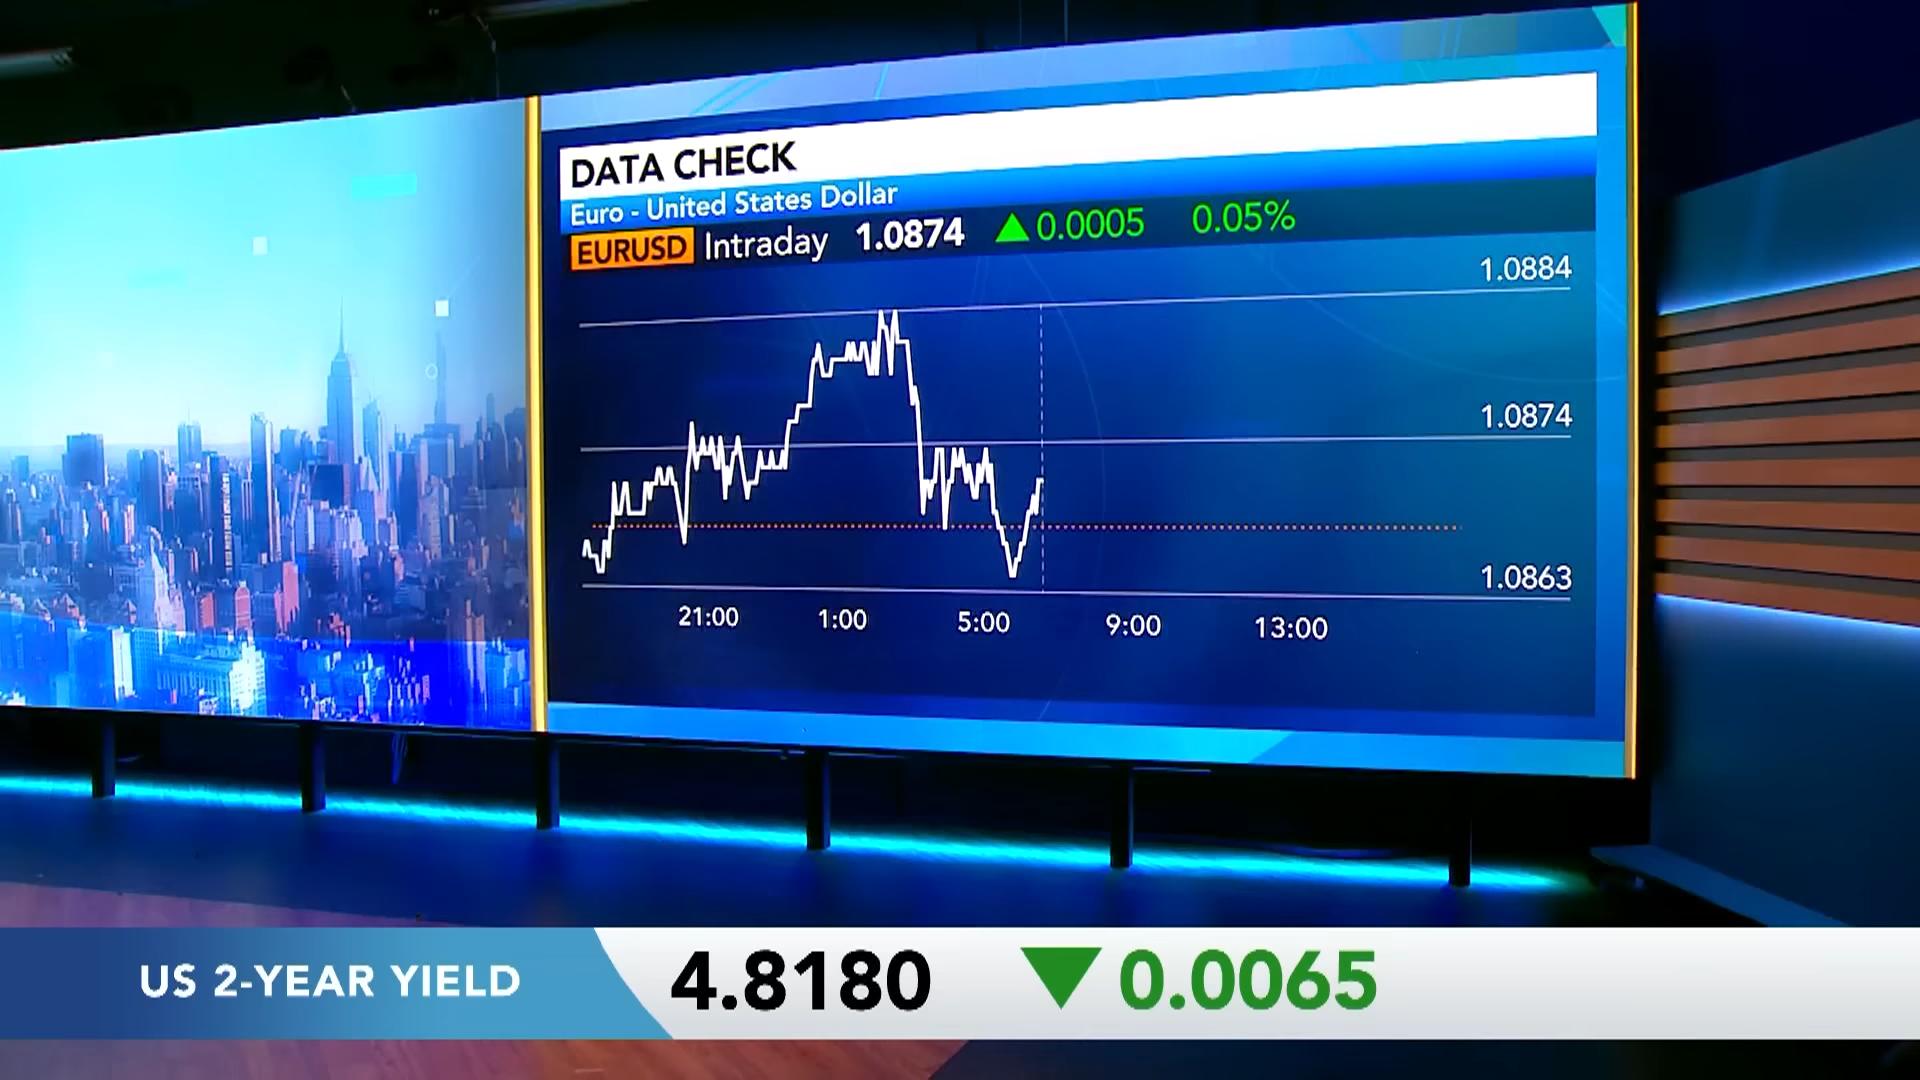 DATA CHECK
Euro - United States Dollar
EURUSD Intraday 1.0874 ▲0.0005 0.05%
1.0884
1.0874
1.0863
21:00 1:00 5:00 9:00 13:00
US 2-YEAR YIELD 4.8180 ▼0.0065